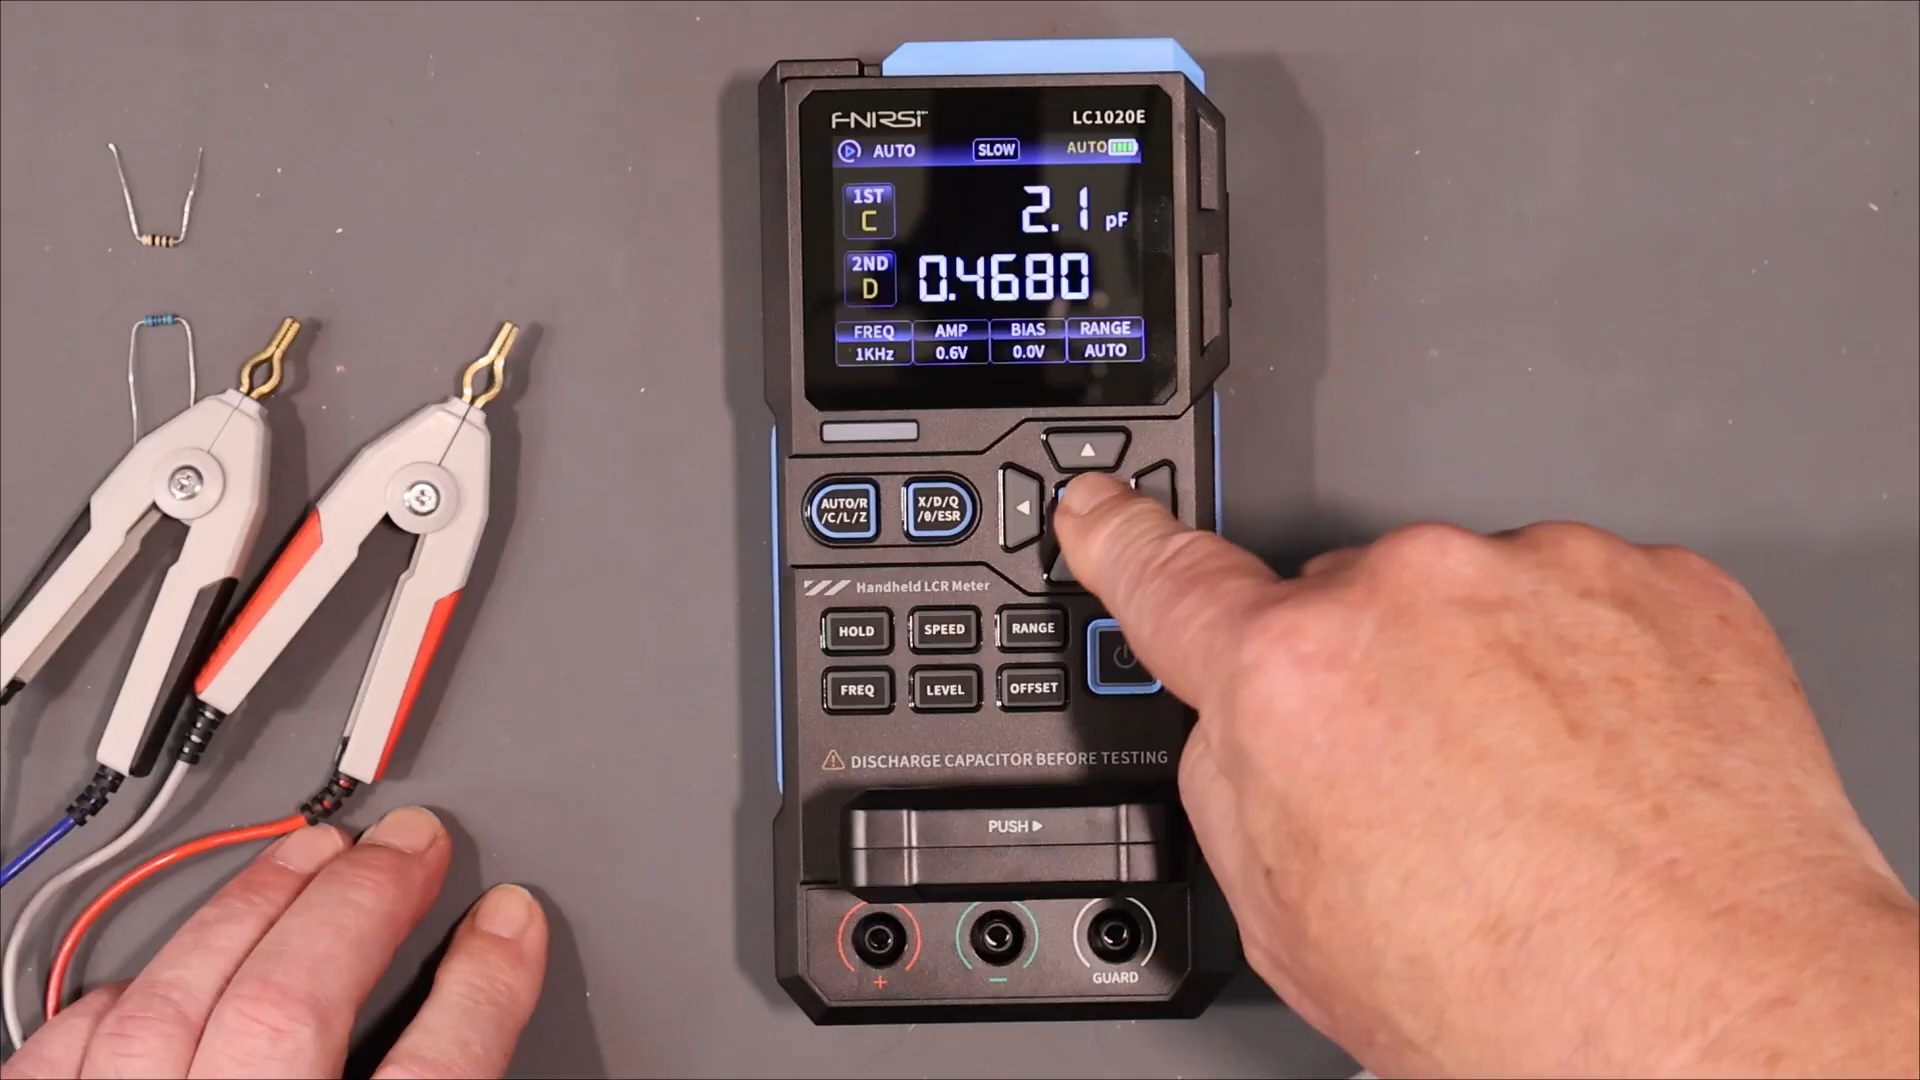 FNIRSI
LC1020E
AUTO SLOW AUTO
1ST
C
2.1 pF
2ND
D
0.4680
FREQ AMP BIAS RANGE
1KHz 0.6V 0.0V AUTO
AUTO/R
/C/L/Z
X/D/Q
/θ/ESR
Handheld LCR Meter
HOLD SPEED RANGE
FREQ LEVEL OFFSET
DISCHARGE CAPACITOR BEFORE TESTING
PUSH
+ −
GUARD